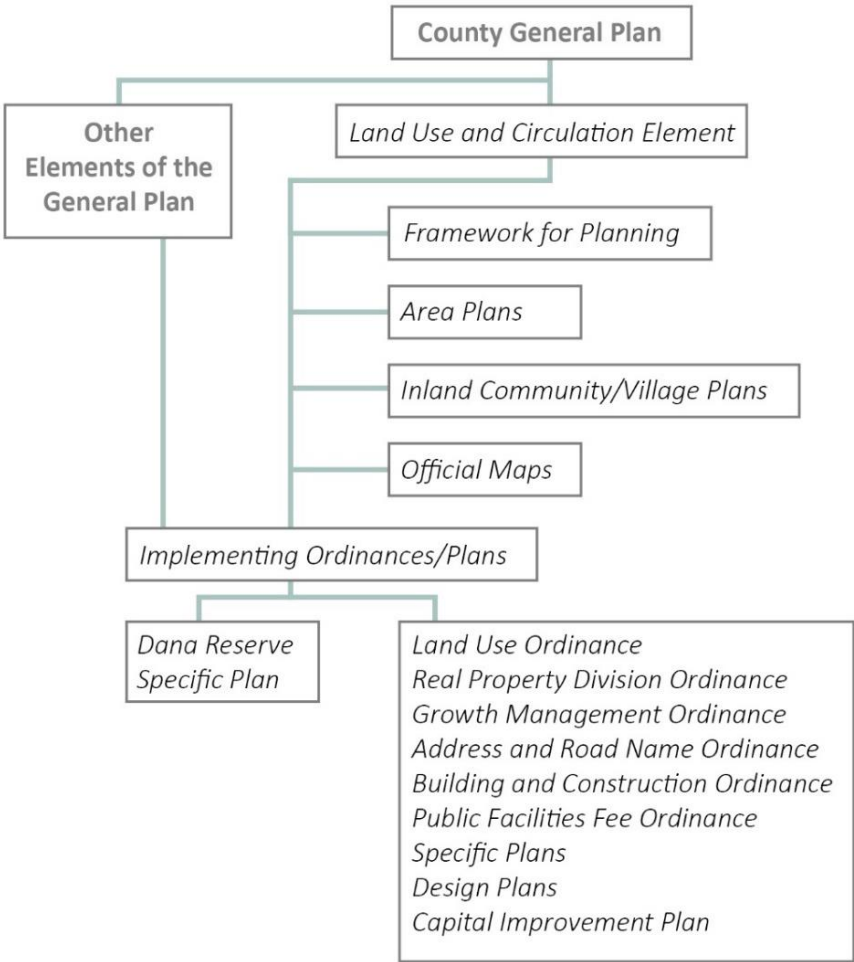 County General Plan
Other
Elements of the
General Plan
Land Use and Circulation Element
Framework for Planning
Area Plans
Inland Community/Village Plans
Official Maps
Implementing Ordinances/Plans
Dana Reserve
Specific Plan
Land Use Ordinance
Real Property Division Ordinance
Growth Management Ordinance
Address and Road Name Ordinance
Building and Construction Ordinance
Public Facilities Fee Ordinance
Specific Plans
Design Plans
Capital Improvement Plan